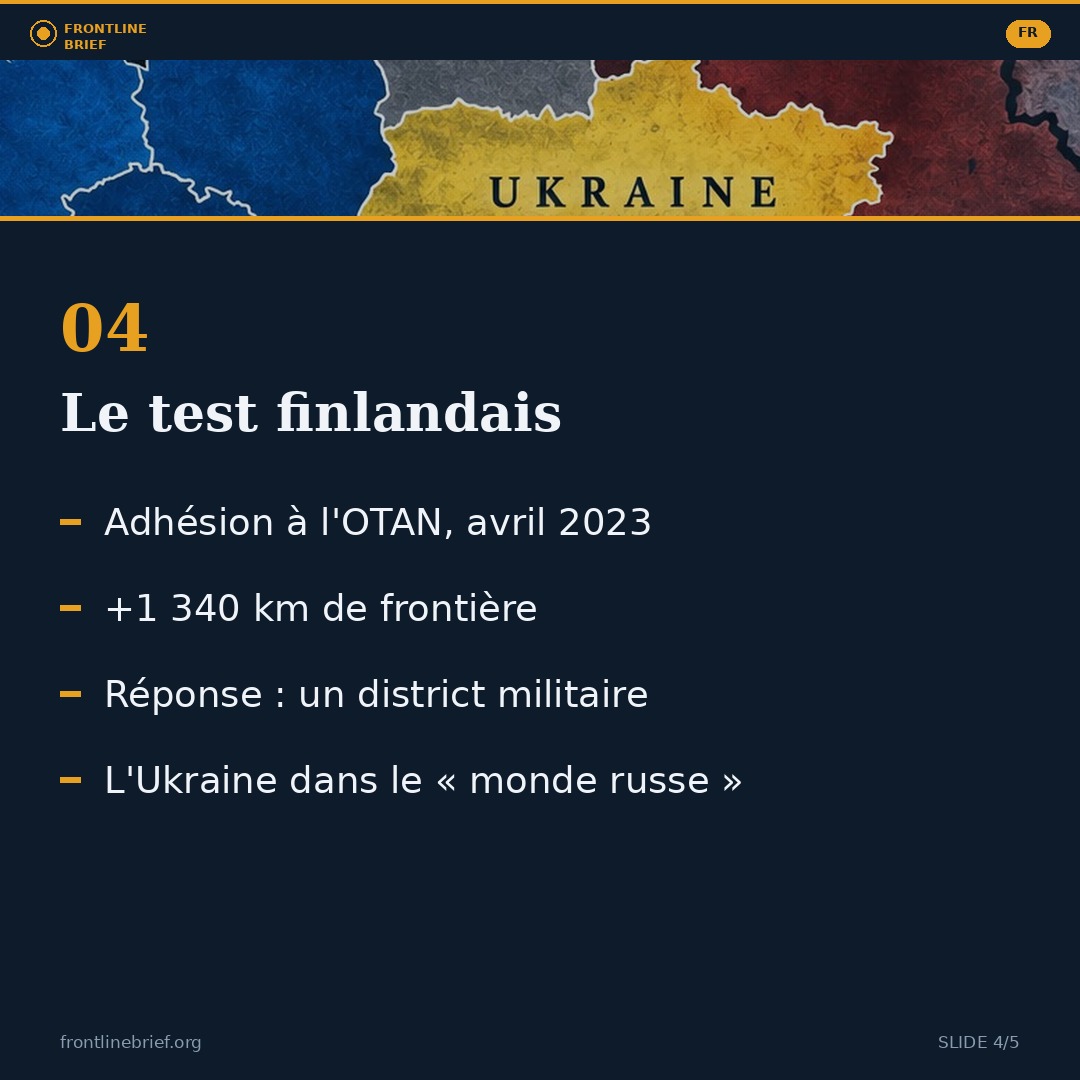 FRONTLINE
BRIEF
FR
UKRAINE
04
Le test finlandais
Adhésion à l'OTAN, avril 2023
+1 340 km de frontière
Réponse : un district militaire
L'Ukraine dans le « monde russe »
frontlinebrief.org
SLIDE 4/5